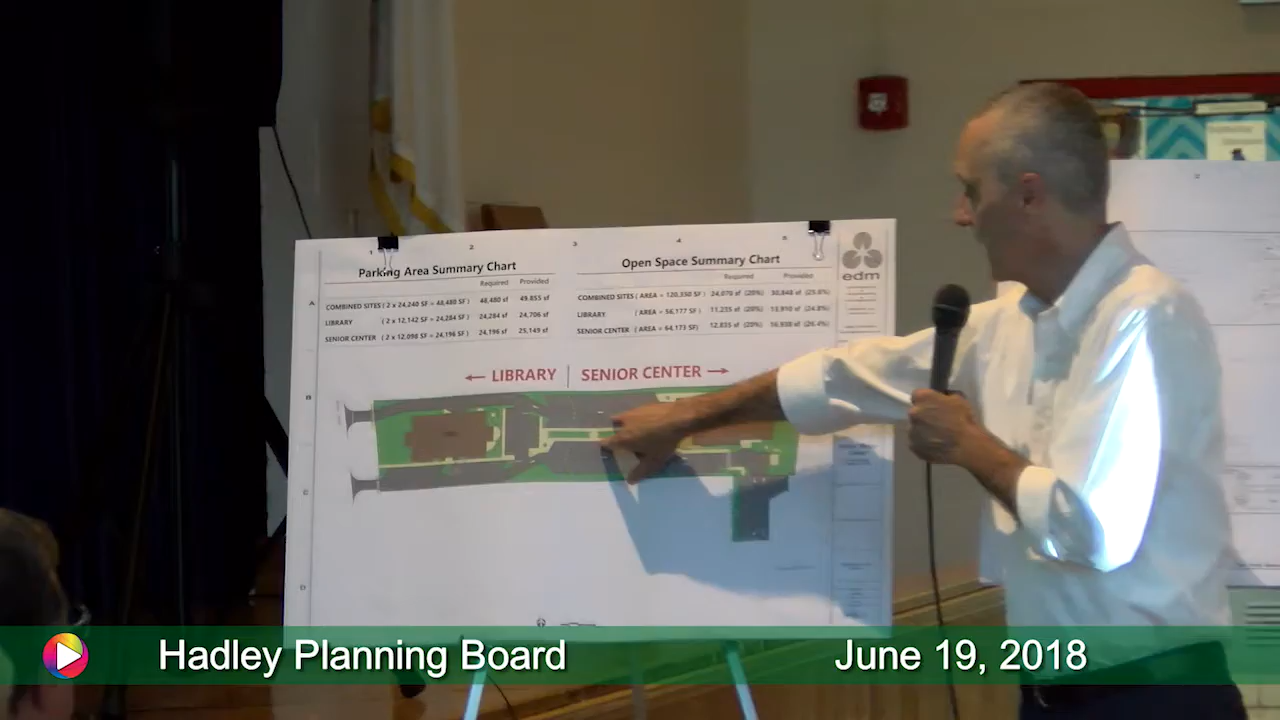 1 2 3 4 5
Parking Area Summary Chart
Required Provided
COMBINED SITES ( 2 x 24,240 SF = 48,480 SF ) 48,480 sf 49,855 sf
LIBRARY ( 2 x 12,142 SF = 24,284 SF ) 24,284 sf 24,706 sf
SENIOR CENTER ( 2 x 12,098 SF = 24,196 SF ) 24,196 sf 25,149 sf
Open Space Summary Chart
Required Provided
COMBINED SITES ( AREA = 120,350 SF ) 24,070 sf (20%) 30,848 sf (25.6%)
LIBRARY ( AREA = 56,177 SF ) 11,235 sf (20%) 13,910 sf (24.8%)
SENIOR CENTER ( AREA = 64,173 SF) 12,835 sf (20%) 16,938 sf (26.4%)
edm
A
← LIBRARY | SENIOR CENTER →
B
C
D
Hadley Planning Board June 19, 2018